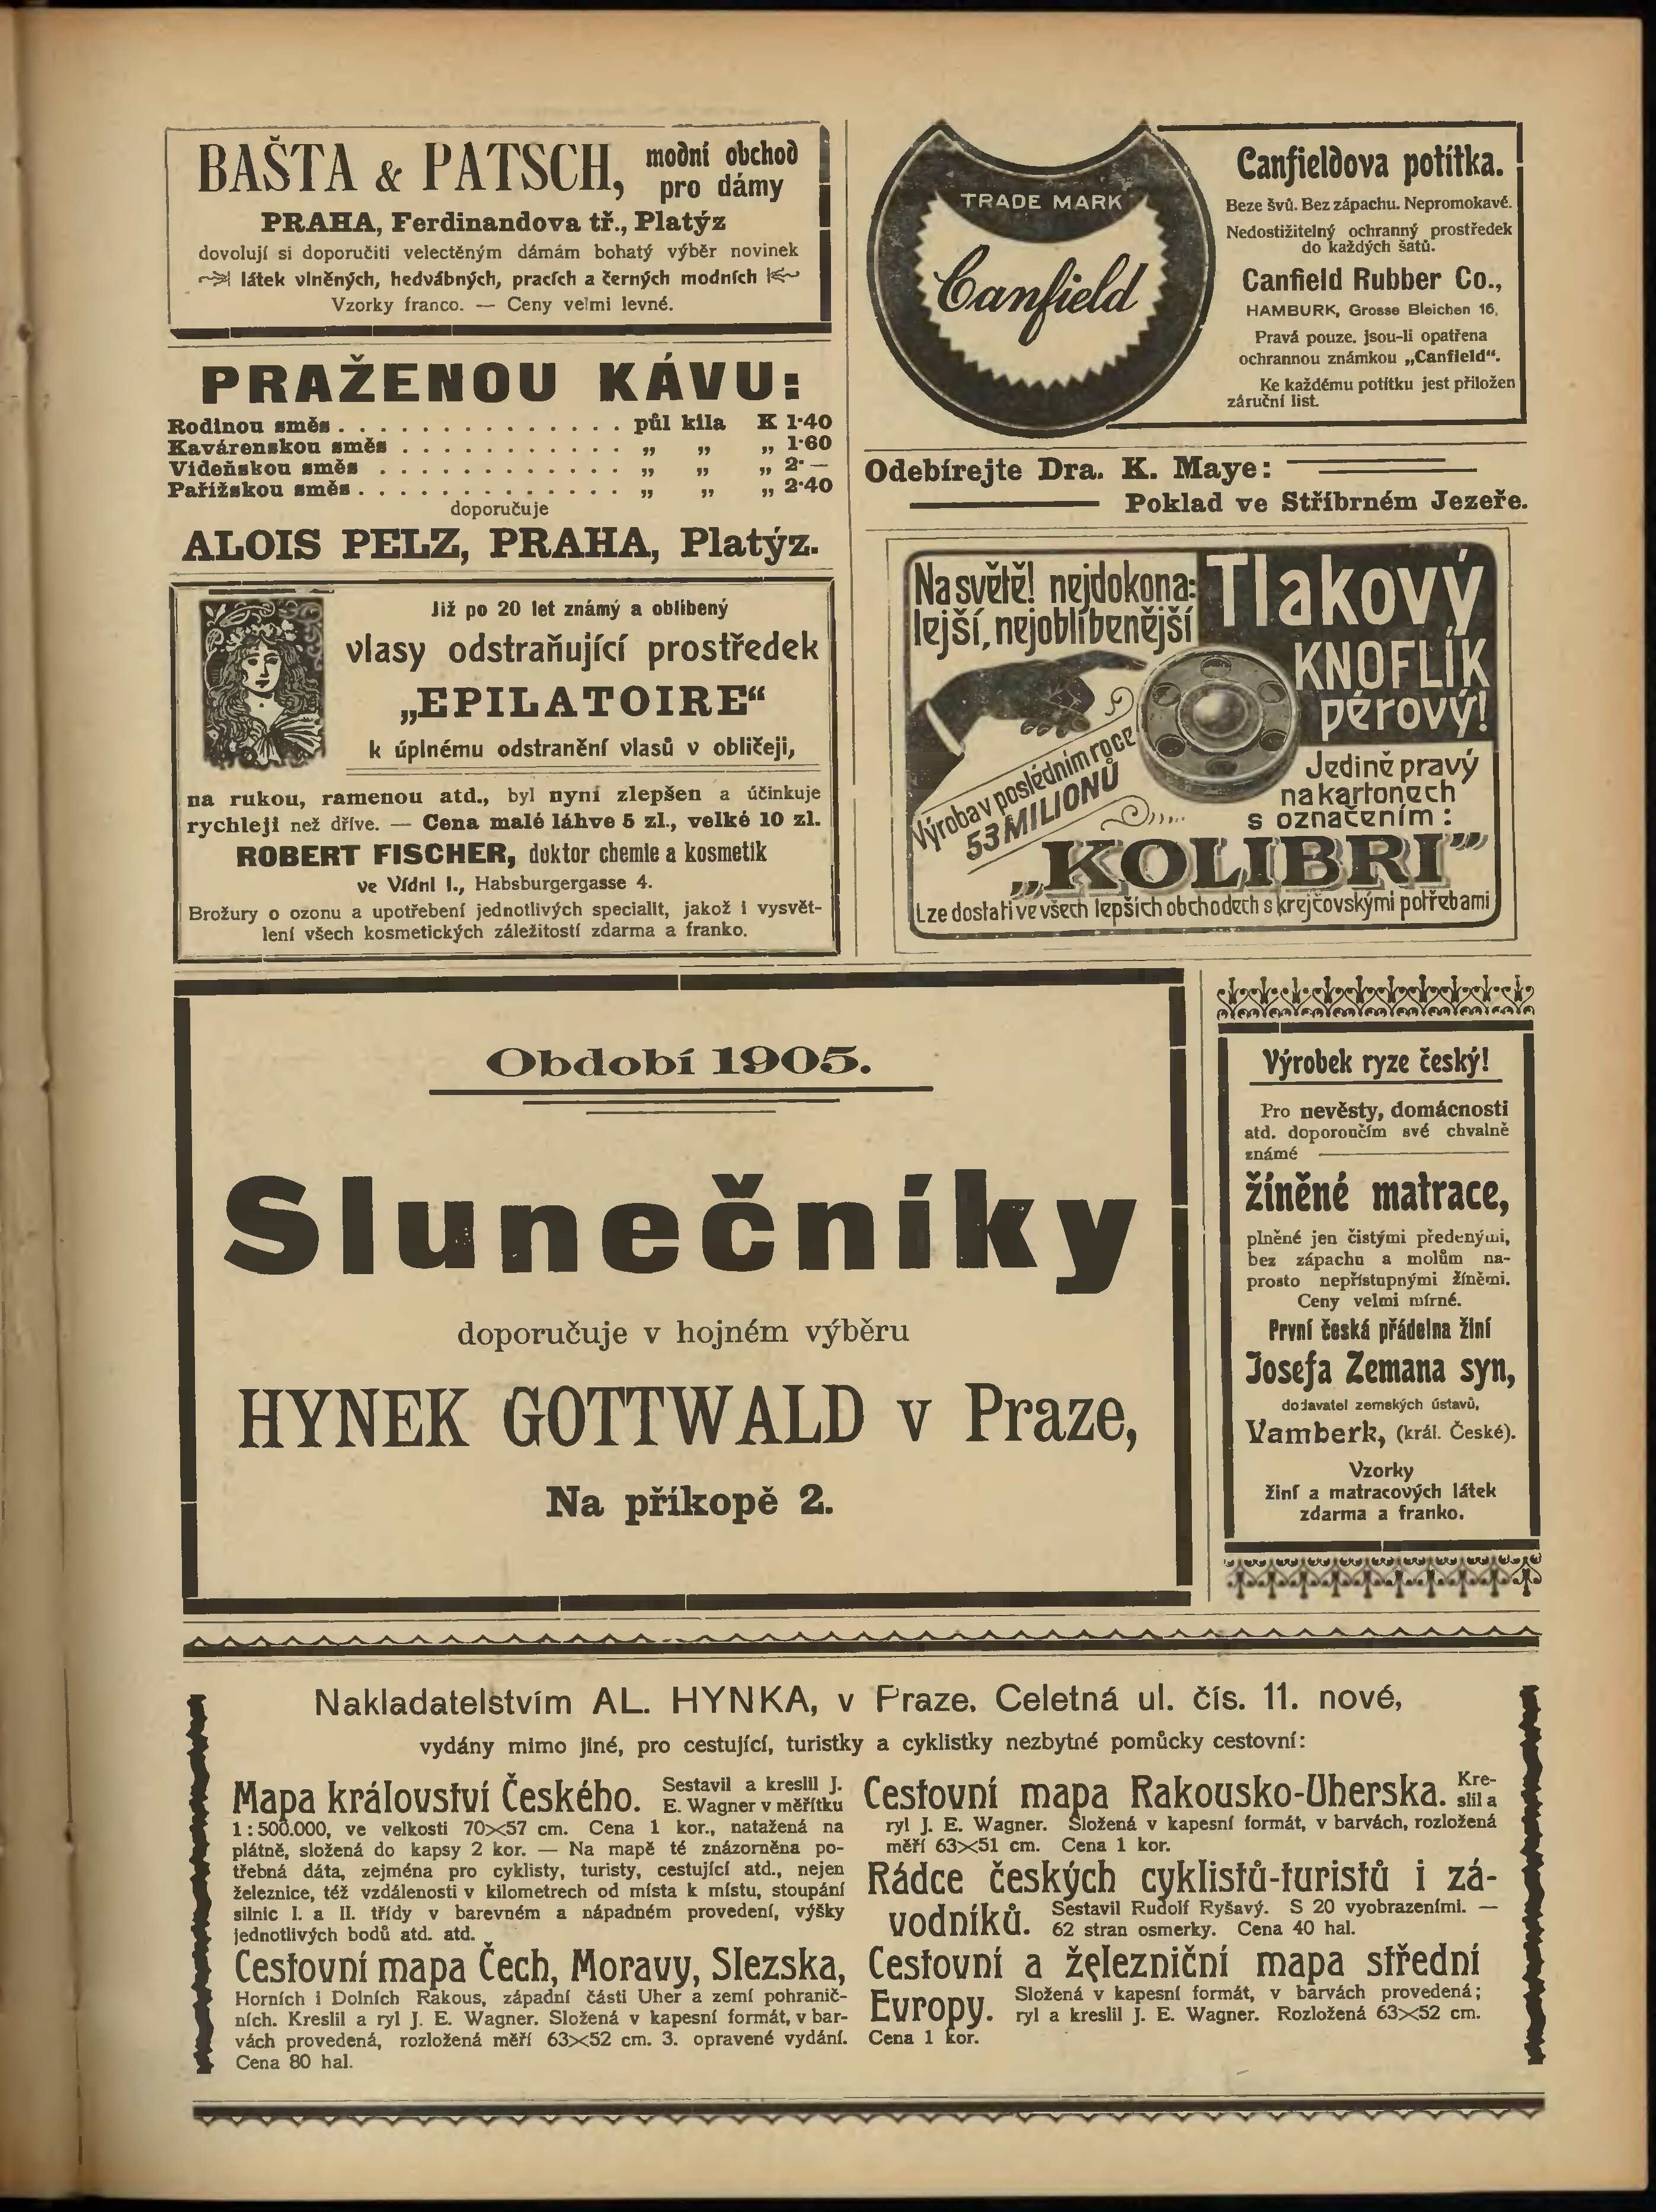 BAŠTA & PATSCH, modní obchod
pro dámy
PRAHA, Ferdinandova tř., Platýz
dovolují si doporučiti velectěným dámám bohatý výběr novinek
látek vlněných, hedvábných, pracích a černých modních
Vzorky franco. — Ceny velmi levné.
PRAŽENOU KÁVU:
Rodinou směs . . . . . . . . . . . . . . půl kila K 1·40
Kavárenskou směs . . . . . . . . . . . . „ „ „ 1·60
Vídeňskou směs . . . . . . . . . . . . . „ „ „ 2·—
Pařížskou směs . . . . . . . . . . . . . „ „ „ 2·40
doporučuje
ALOIS PELZ, PRAHA, Platýz.
Již po 20 let známý a oblíbený
vlasy odstraňující prostředek
„EPILATOIRE“
k úplnému odstranění vlasů v obličeji,
na rukou, ramenou atd., byl nyní zlepšen a účinkuje
rychleji než dříve. — Cena malé láhve 5 zl., velké 10 zl.
ROBERT FISCHER, doktor chemie a kosmetik
ve Vídni I., Habsburgergasse 4.
Brožury o ozonu a upotřebení jednotlivých specialit, jakož i vysvět-
lení všech kosmetických záležitostí zdarma a franko.
TRADE MARK
Canfield
Canfieldova potítka.
Beze švů. Bez zápachu. Nepromokavé.
Nedostižitelný ochranný prostředek
do každých šatů.
Canfield Rubber Co.,
HAMBURK, Grosse Bleichen 16.
Pravá pouze, jsou-li opatřena
ochrannou známkou „Canfield“.
Ke každému potítku jest přiložen
záruční list.
Odebírejte Dra. K. Maye:
Poklad ve Stříbrném Jezeře.
Na světě! nejdokona:
lejší, nejoblíbenější
Tlakový
KNOFLÍK
pérový!
Výroba v posledním roce
53 MILIONŮ
Jedině pravý
na kartonech
s označením:
„KOLIBRI“
Lze dostati ve všech lepších obchodech s krejčovskými potřebami
Období 1905.
Slunečníky
doporučuje v hojném výběru
HYNEK GOTTWALD v Praze,
Na příkopě 2.
Výrobek ryze český!
Pro nevěsty, domácnosti
atd. doporoučím své chvalně
známé
žíněné matrace,
plněné jen čistými předenými,
bez zápachu a molům na-
prosto nepřístupnými žíněmi.
Ceny velmi mírné.
První česká přádelna žíní
Josefa Zemana syn,
dodavatel zemských ústavů,
Vamberk, (král. České).
Vzorky
žíní a matracových látek
zdarma a franko.
Nakladatelstvím AL. HYNKA, v Praze, Celetná ul. čís. 11. nové,
vydány mimo jiné, pro cestující, turistky a cyklistky nezbytné pomůcky cestovní:
Mapa království Českého. Sestavil a kreslil J.
E. Wagner v měřítku
1 : 500.000, ve velkosti 70×57 cm. Cena 1 kor., natažená na
plátně, složená do kapsy 2 kor. — Na mapě té znázorněna po-
třebná dáta, zejména pro cyklisty, turisty, cestující atd., nejen
železnice, též vzdálenosti v kilometrech od místa k místu, stoupání
silnic I. a II. třídy v barevném a nápadném provedení, výšky
jednotlivých bodů atd. atd.
Cestovní mapa Čech, Moravy, Slezska,
Horních i Dolních Rakous, západní části Uher a zemí pohranič-
ních. Kreslil a ryl J. E. Wagner. Složená v kapesní formát, v bar-
vách provedená, rozložená měří 63×52 cm. 3. opravené vydání.
Cena 80 hal.
Cestovní mapa Rakousko-Uherska. Kre-
slil a
ryl J. E. Wagner. Složená v kapesní formát, v barvách, rozložená
měří 63×51 cm. Cena 1 kor.
Rádce českých cyklistů-turistů i zá-
vodníků. Sestavil Rudolf Ryšavý. S 20 vyobrazeními. —
62 stran osmerky. Cena 40 hal.
Cestovní a železniční mapa střední
Evropy. Složená v kapesní formát, v barvách provedená;
ryl a kreslil J. E. Wagner. Rozložená 63×52 cm.
Cena 1 kor.